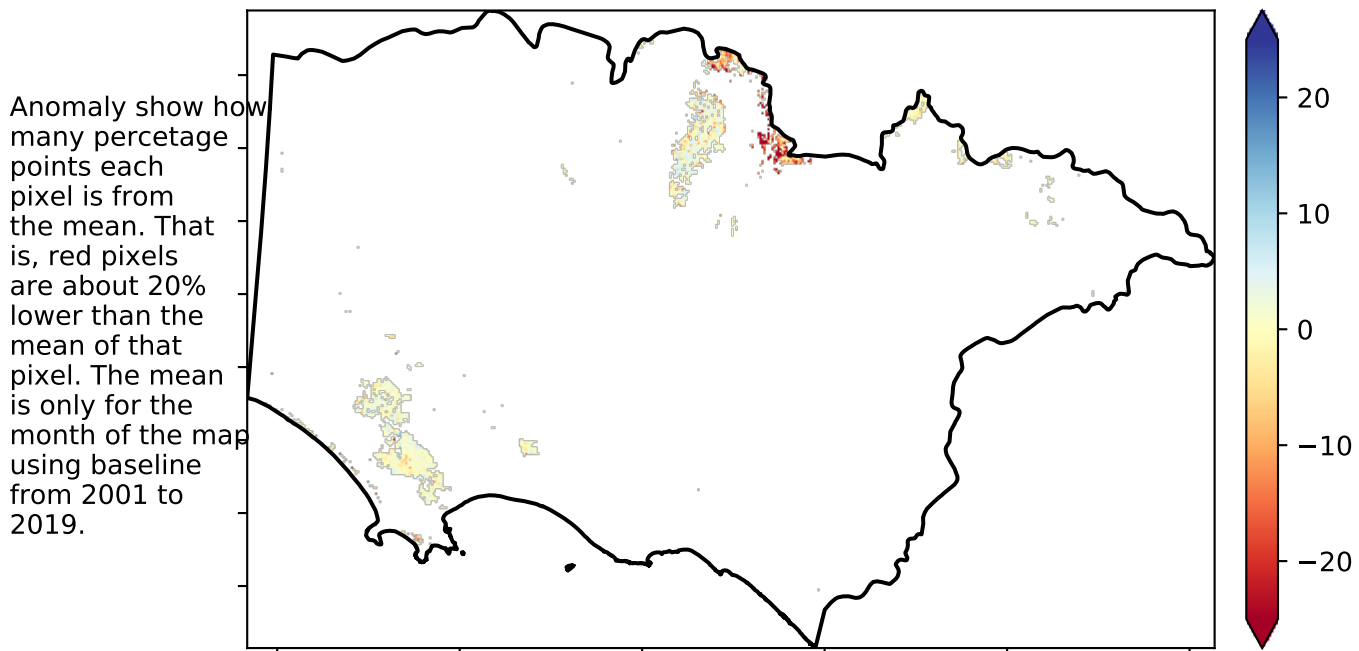 Anomaly show how
many percetage
points each
pixel is from
the mean. That
is, red pixels
are about 20%
lower than the
mean of that
pixel. The mean
is only for the
month of the map
using baseline
from 2001 to
2019.
20
10
0
−10
−20